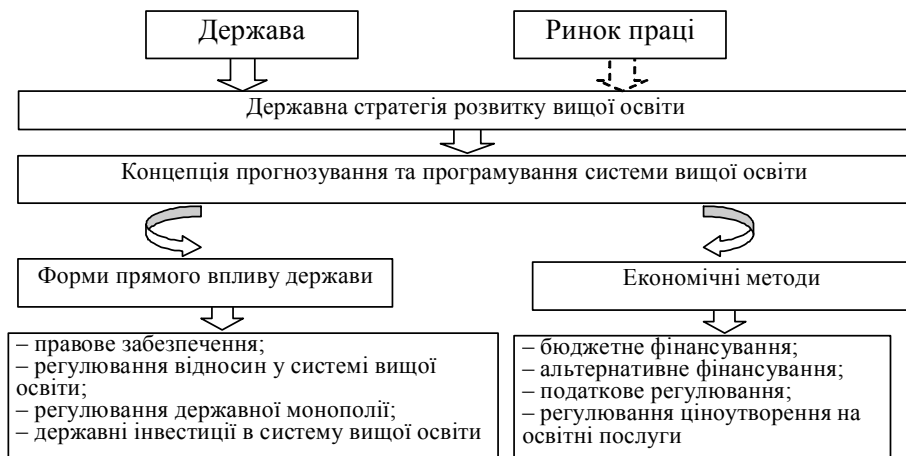 Держава
Ринок праці
Державна стратегія розвитку вищої освіти
Концепція прогнозування та програмування системи вищої освіти
Форми прямого впливу держави
Економічні методи
– правове забезпечення;
– регулювання відносин у системі вищої
освіти;
– регулювання державної монополії;
– державні інвестиції в систему вищої освіти
– бюджетне фінансування;
– альтернативне фінансування;
– податкове регулювання;
– регулювання ціноутворення на
освітні послуги